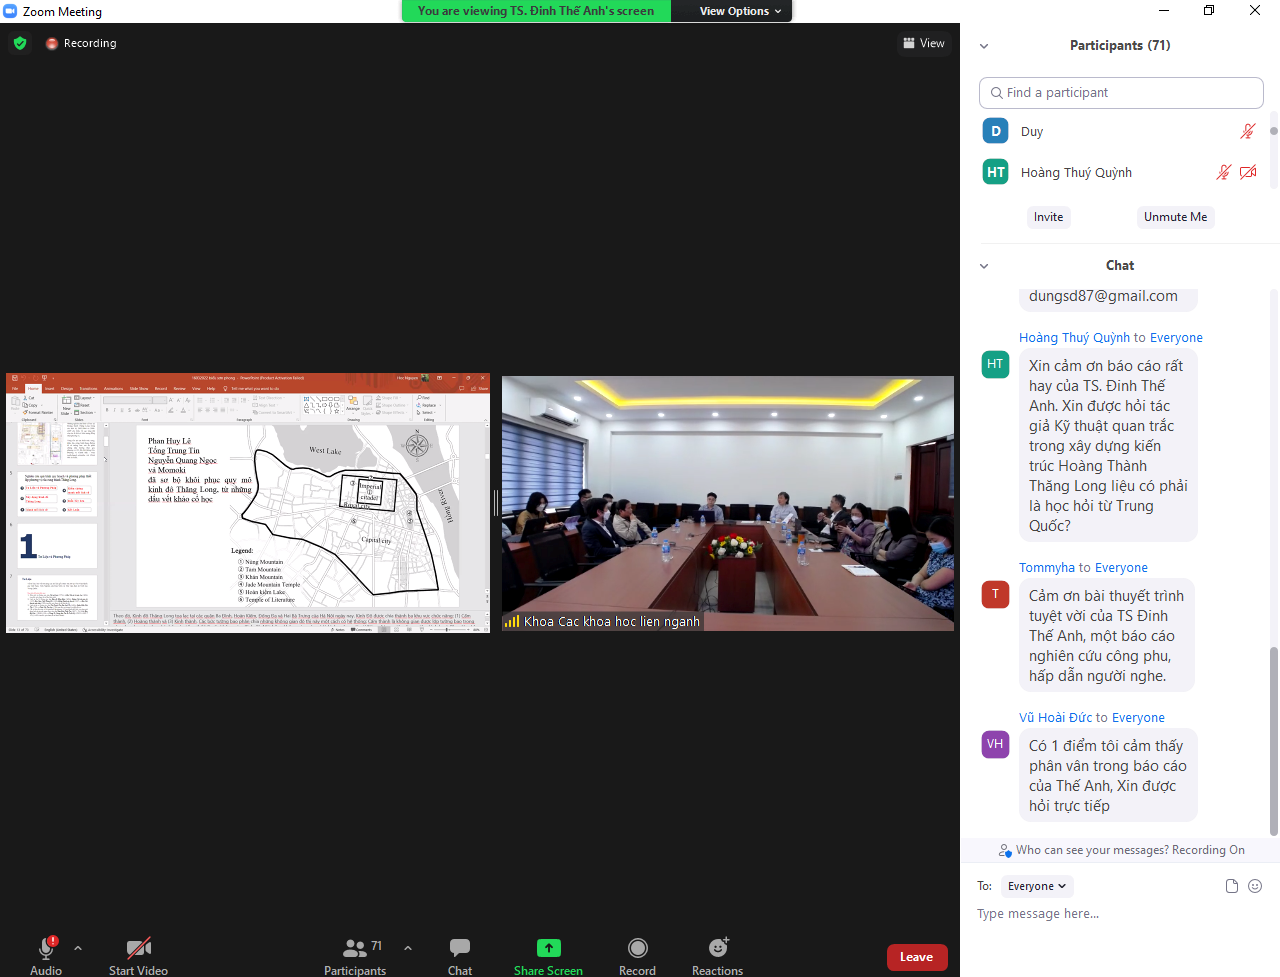 Zoom Meeting
You are viewing TS. Đinh Thế Anh's screen
View Options
Recording
View
Participants (71)
Find a participant
D
Duy
HT
Hoàng Thuý Quỳnh
Invite
Unmute Me
Chat
dungsd87@gmail.com
Hoàng Thuý Quỳnh to Everyone
HT
Xin cảm ơn báo cáo rất
hay của TS. Đinh Thế
Anh. Xin được hỏi tác
giả Kỹ thuật quan trắc
trong xây dựng kiến
trúc Hoàng Thành
Thăng Long liệu có phải
là học hỏi từ Trung
Quốc?
Tommyha to Everyone
T
Cảm ơn bài thuyết trình
tuyệt vời của TS Đinh
Thế Anh, một báo cáo
nghiên cứu công phu,
hấp dẫn người nghe.
Vũ Hoài Đức to Everyone
VH
Có 1 điểm tôi cảm thấy
phân vân trong báo cáo
của Thế Anh, Xin được
hỏi trực tiếp
Who can see your messages? Recording On
To: Everyone
Type message here...
Phan Huy Lê
Tống Trung Tín
Nguyễn Quang Ngọc
và Momoki
đã sơ bộ khôi phục quy mô
kinh đô Thăng Long, từ những
dấu vết khảo cổ học
West Lake
Imperial
citadel
Royal city
Capital city
Hồng River
Legend:
① Nùng Mountain
② Tam Mountain
③ Khán Mountain
④ Jade Mountain Temple
⑤ Hoàn kiếm Lake
⑥ Temple of Literature
1
Khoa Cac khoa hoc lien nganh
Audio
Start Video
71
Participants
Chat
Share Screen
Record
Reactions
Leave